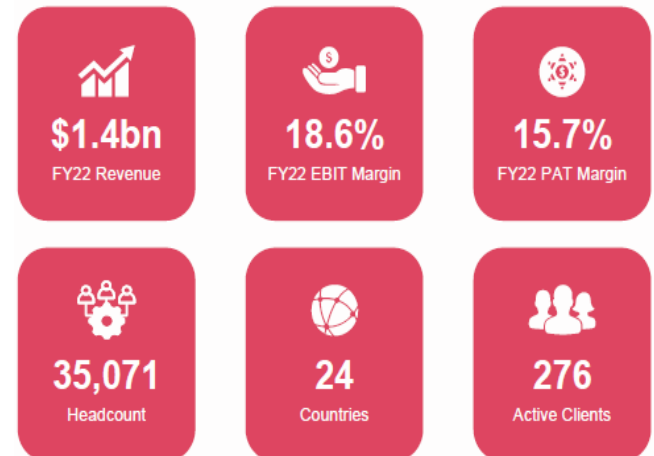 $1.4bn
FY22 Revenue
18.6%
FY22 EBIT Margin
15.7%
FY22 PAT Margin
35,071
Headcount
24
Countries
276
Active Clients